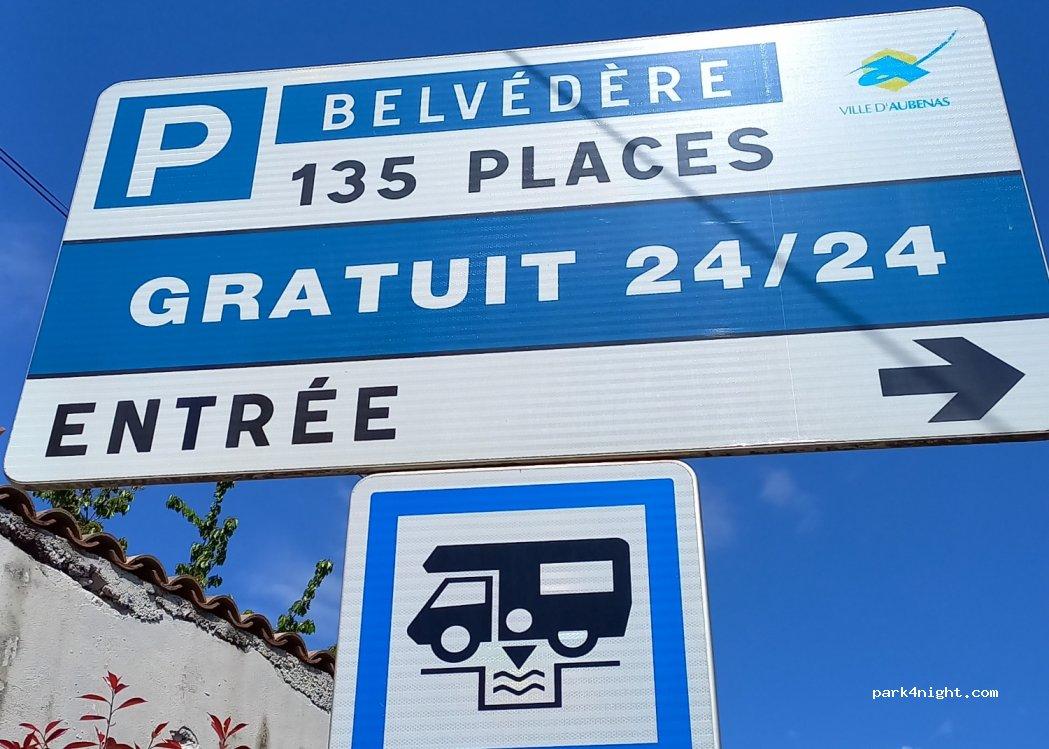 P BELVÉDÈRE
VILLE D'AUBENAS
135 PLACES
GRATUIT 24/24
ENTRÉE
park4night.com